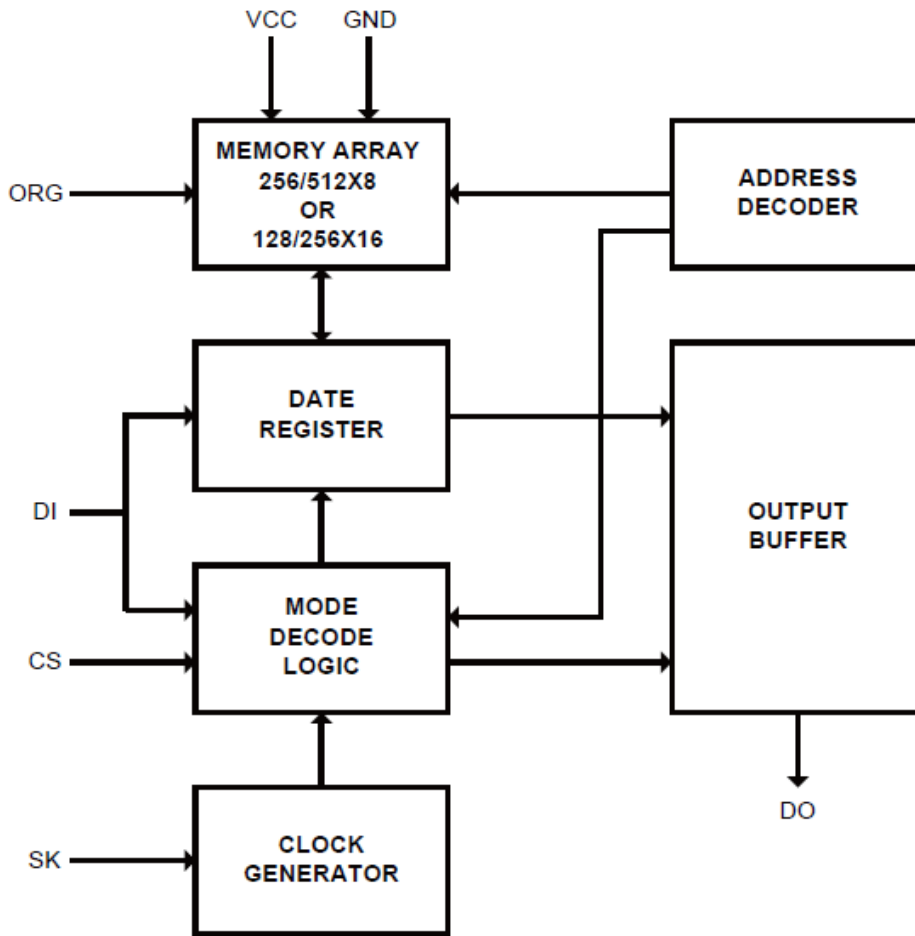 VCC
GND
MEMORY ARRAY
256/512X8
OR
128/256X16
ORG
ADDRESS
DECODER
DATE
REGISTER
DI
OUTPUT
BUFFER
MODE
DECODE
LOGIC
CS
DO
CLOCK
GENERATOR
SK